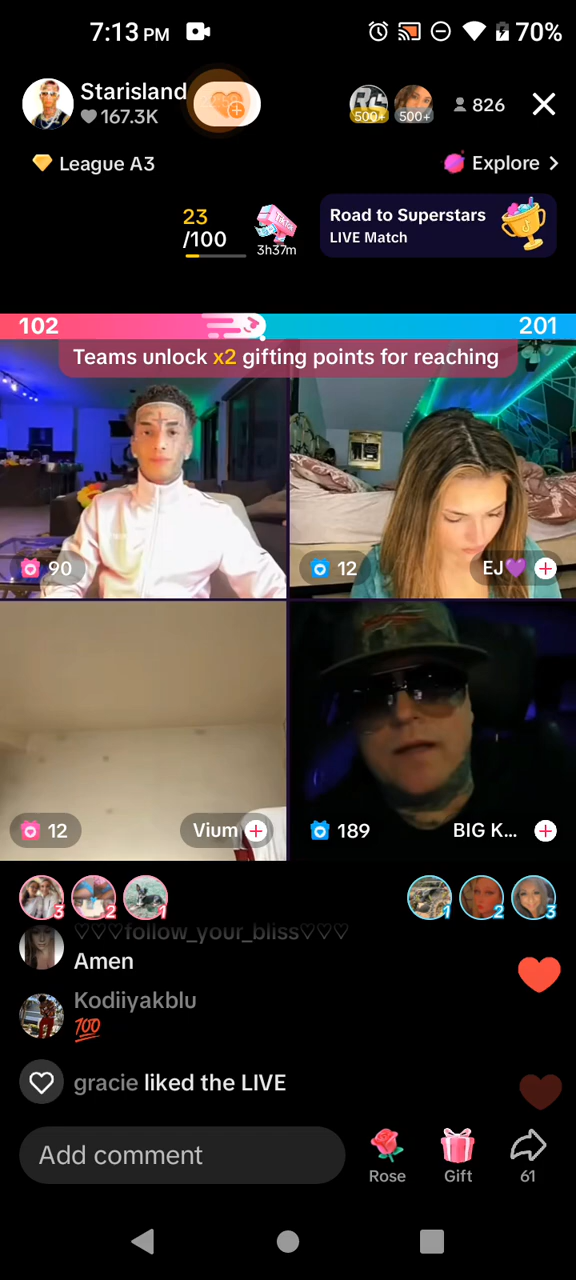 7:13 PM
70%
Starisland
167.3K
500+
500+
826
League A3
Explore
23
/100
TikTok
3h37m
Road to Superstars
LIVE Match
102
201
Teams unlock x2 gifting points for reaching
90
12
EJ💜
12
Vium
189
BIG K...
3
2
1
1
2
3
♡♡♡follow_your_bliss♡♡♡
Amen
Kodiiyakblu
💯
gracie liked the LIVE
Add comment
Rose
Gift
61